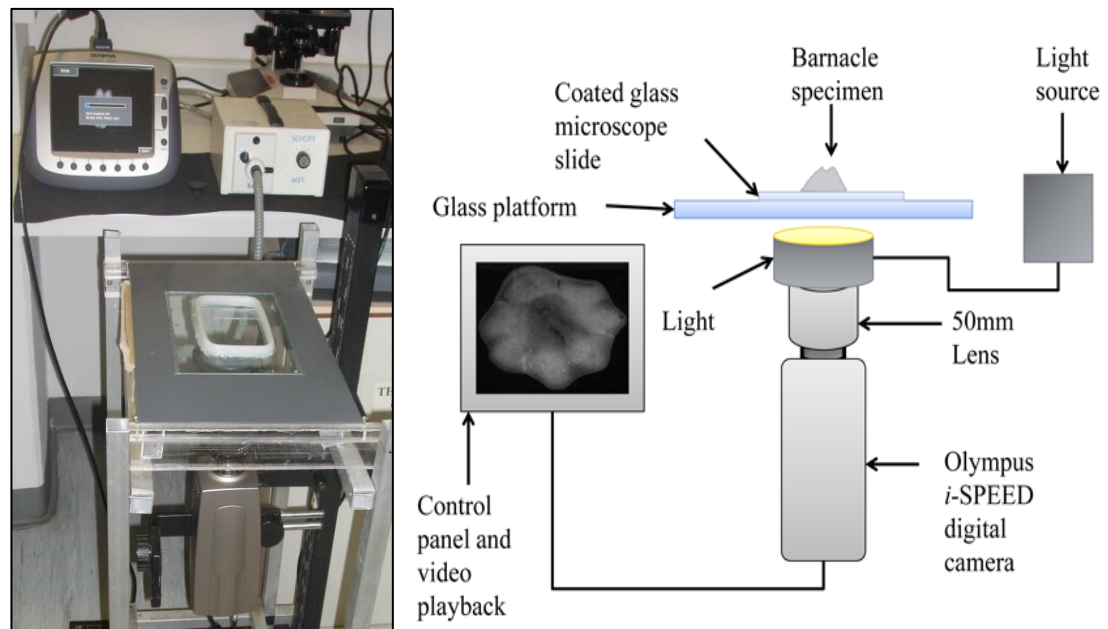 OLYMPUS
SCHOTT
TE
Barnacle
specimen
Light
source
Coated glass
microscope
slide
Glass platform
Light
50mm
Lens
Olympus
i-SPEED
digital
camera
Control
panel and
video
playback